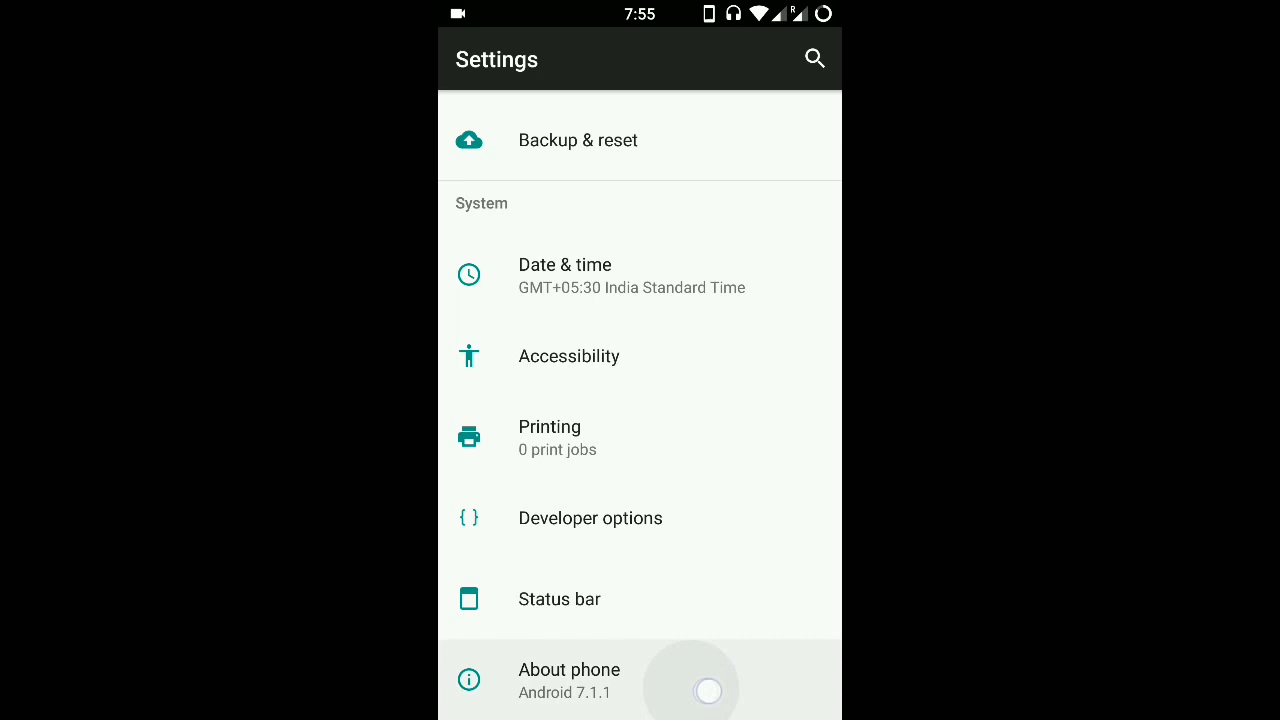 7:55
R
Settings
Backup & reset
System
Date & time
GMT+05:30 India Standard Time
Accessibility
Printing
0 print jobs
{ }
Developer options
Status bar
About phone
Android 7.1.1